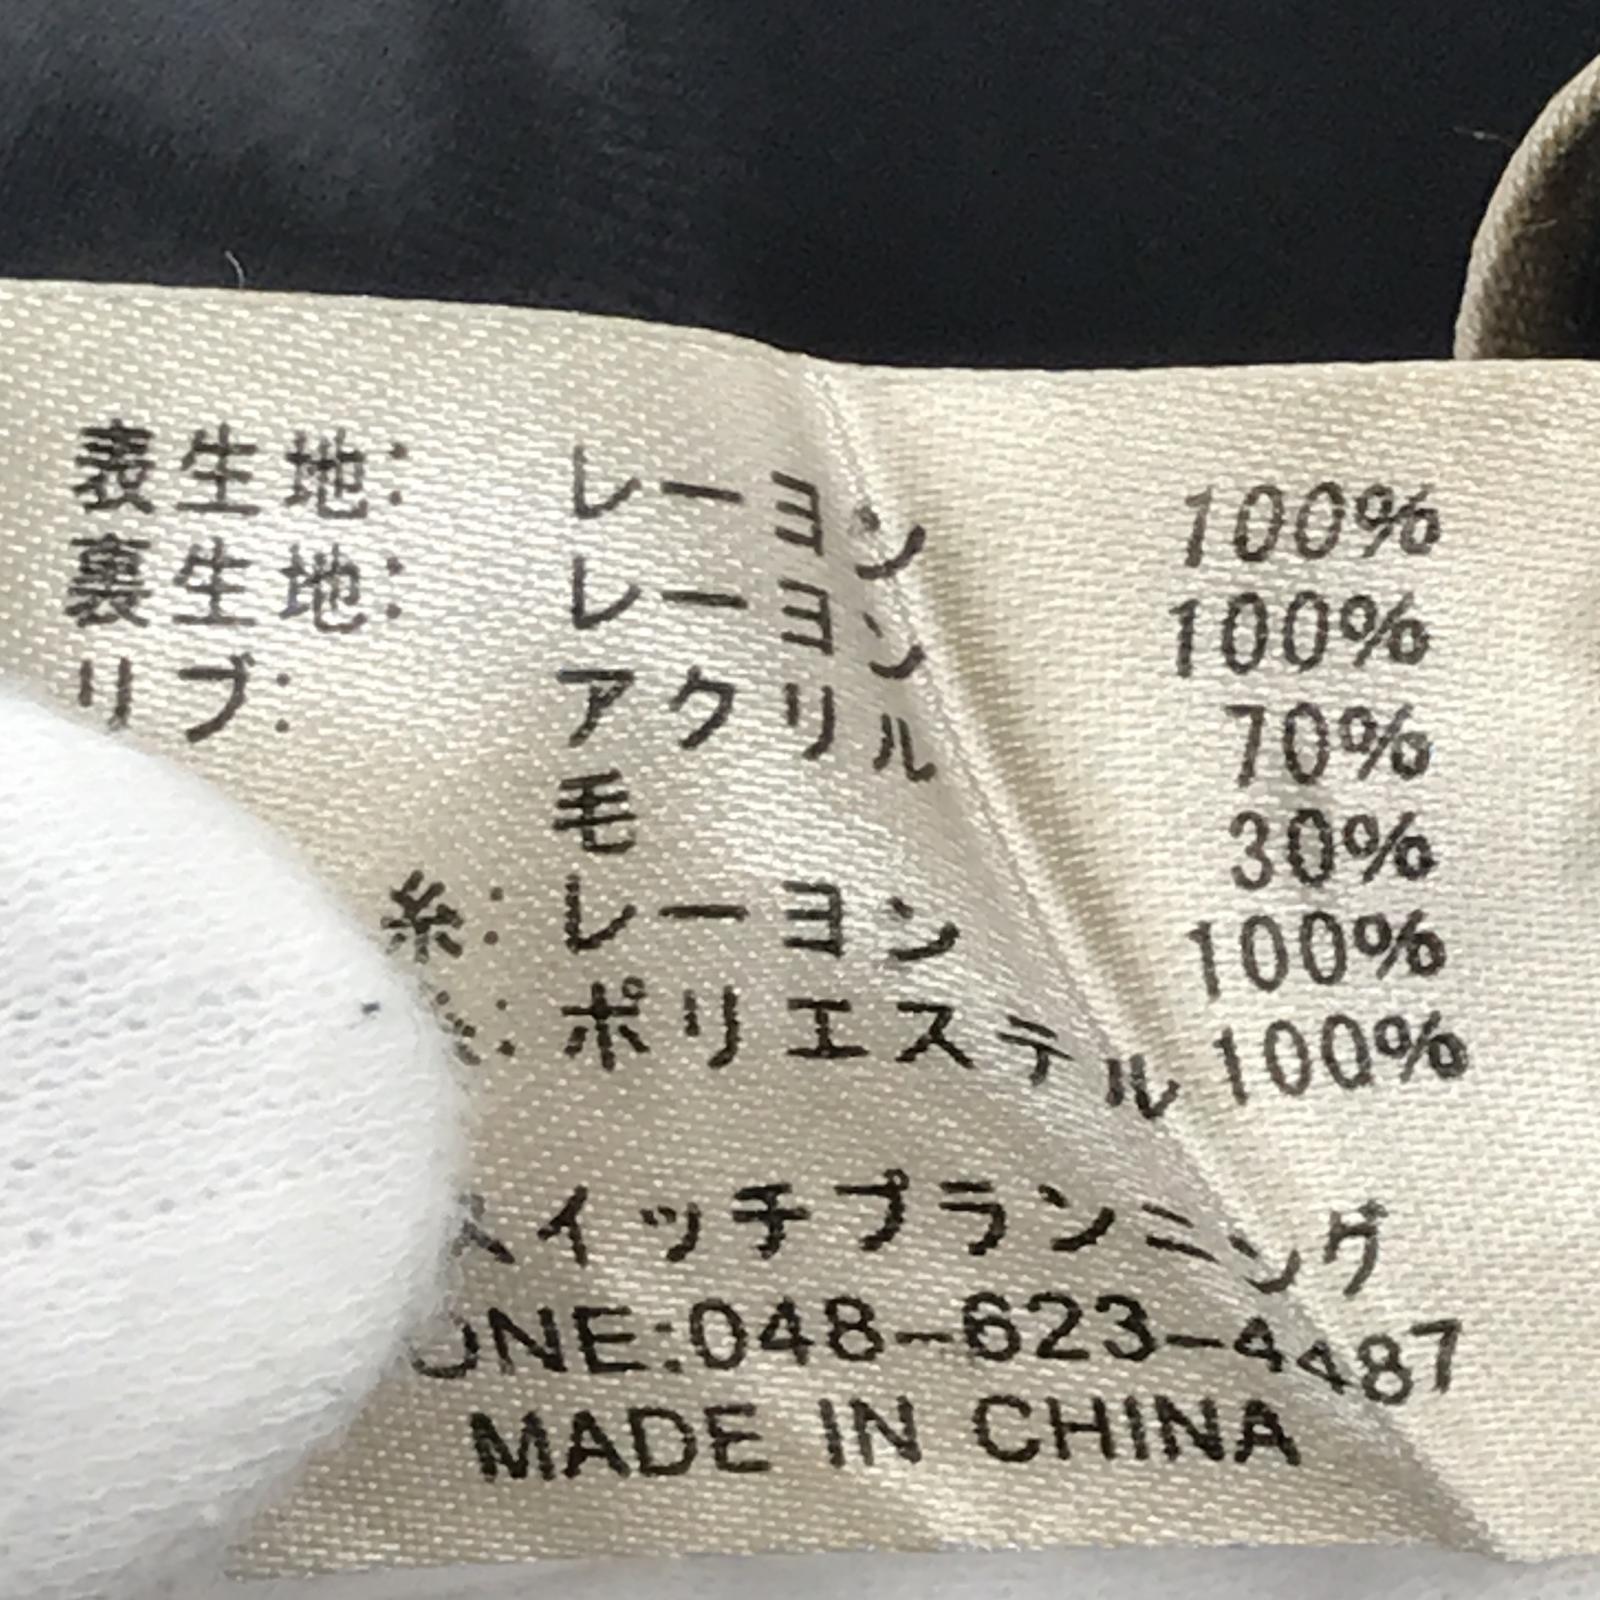 表生地: レーヨン 100%
裏生地: レーヨン 100%
リブ: アクリル 70%
毛 30%
糸: レーヨン 100%
糸: ポリエステル 100%
スイッチプランニング
ONE:048-623-4487
MADE IN CHINA